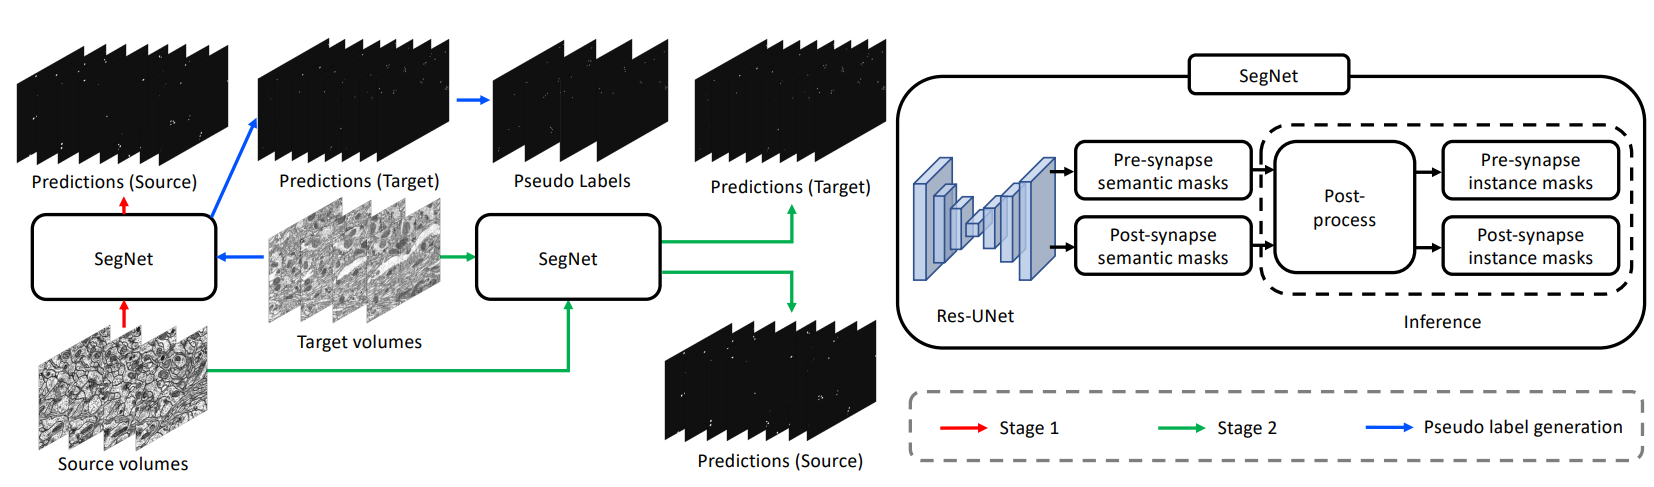 Predictions (Source)
Predictions (Target)
Pseudo Labels
Predictions (Target)
SegNet
SegNet
Target volumes
Source volumes
Predictions (Source)
SegNet
Res-UNet
Pre-synapse
semantic masks
Post-synapse
semantic masks
Post-
process
Pre-synapse
instance masks
Post-synapse
instance masks
Inference
Stage 1
Stage 2
Pseudo label generation